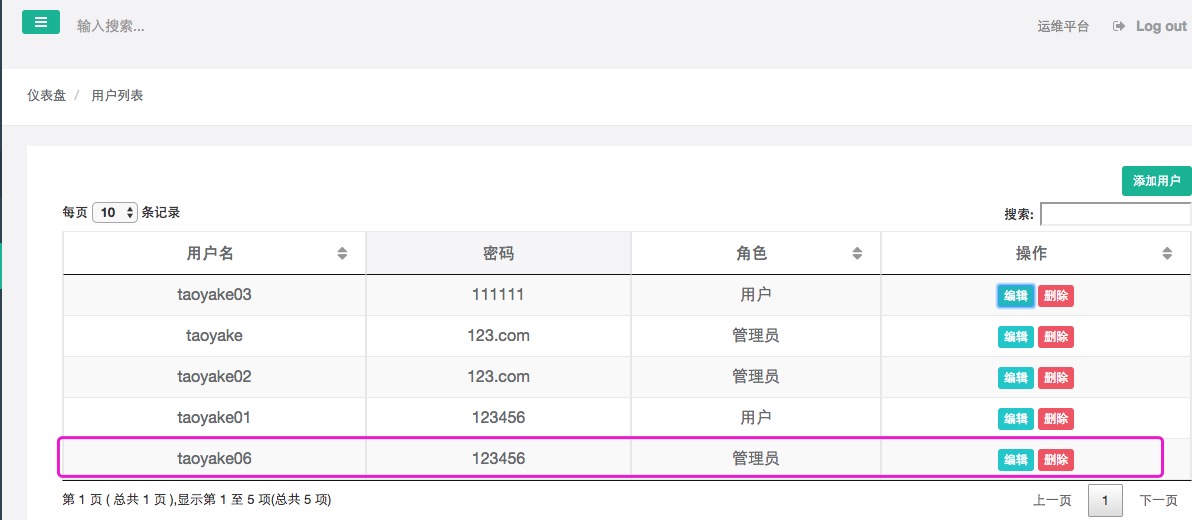 输入搜索... 运维平台 Log out
仪表盘 / 用户列表
添加用户
每页 10 条记录 搜索:
用户名 密码 角色 操作
taoyake03 111111 用户 编辑 删除
taoyake 123.com 管理员 编辑 删除
taoyake02 123.com 管理员 编辑 删除
taoyake01 123456 用户 编辑 删除
taoyake06 123456 管理员 编辑 删除
第 1 页 ( 总共 1 页 ),显示第 1 至 5 项(总共 5 项) 上一页 1 下一页